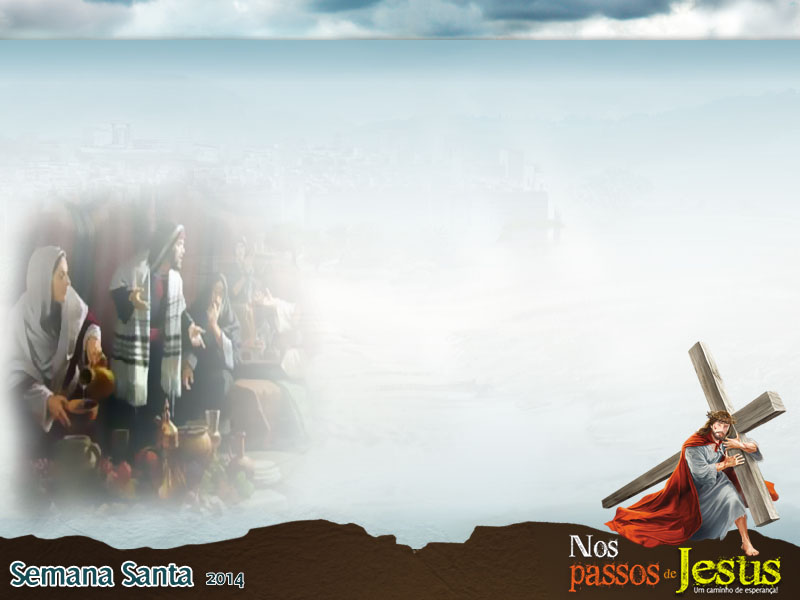 Semana Santa 2014
Nos
passos de Jesus
Um caminho de esperança!